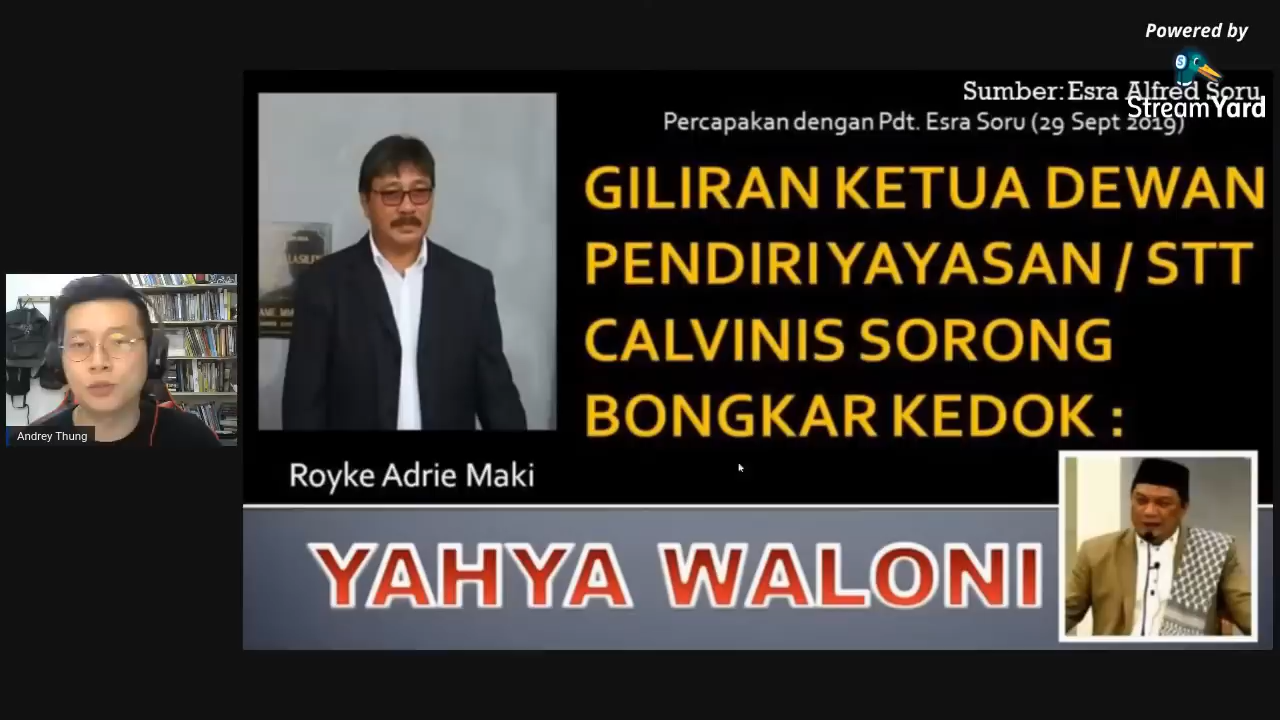 Powered by
StreamYard
Sumber: Esra Alfred Soru
Percapakan dengan Pdt. Esra Soru (29 Sept 2019)
GILIRAN KETUA DEWAN
PENDIRI YAYASAN / STT
CALVINIS SORONG
BONGKAR KEDOK :
Royke Adrie Maki
YAHYA WALONI
Andrey Thung